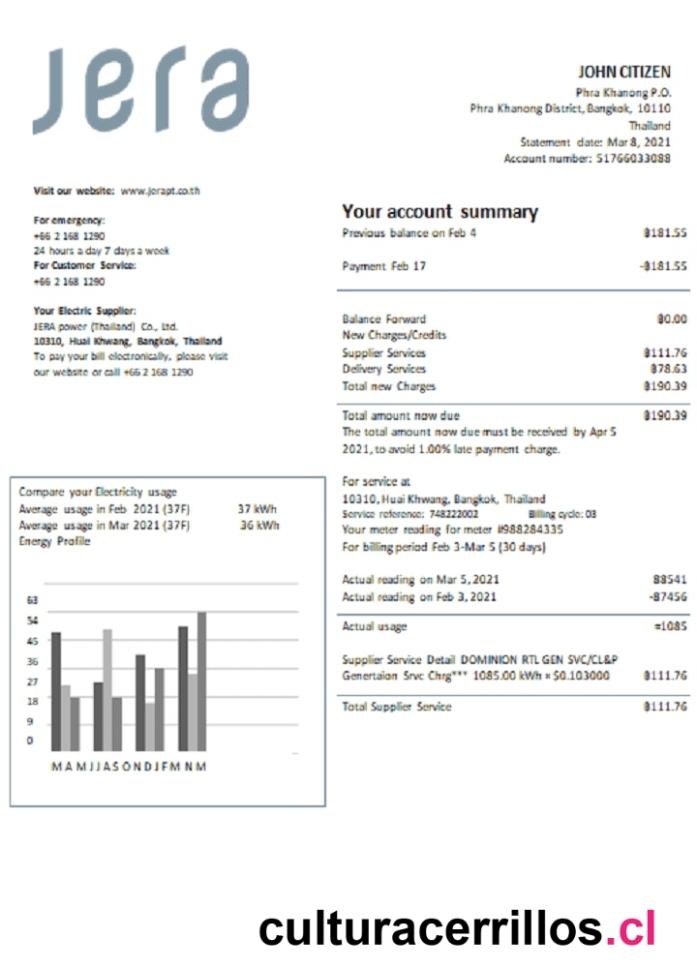 Jera
JOHN CITIZEN
Phra Khanong P.O.
Phra Khanong District, Bangkok, 10110
Thailand
Statement date: Mar 8, 2021
Account number: 51766033088
Visit our website: www.jerapt.co.th
For emergency:
+66 2 168 1290
24 hours a day 7 days a week
For Customer Service:
+66 2 168 1290
Your Electric Supplier:
JERA power (Thailand) Co., Ltd.
10310, Huai Khwang, Bangkok, Thailand
To pay your bill electronically, please visit
our website or call +66 2 168 1290
Your account summary
Previous balance on Feb 4 ฿181.55
Payment Feb 17 -฿181.55
Balance Forward ฿0.00
New Charges/Credits
Supplier Services ฿111.76
Delivery Services ฿78.63
Total new Charges ฿190.39
Total amount now due ฿190.39
The total amount now due must be received by Apr 5
2021, to avoid 1.00% late payment charge.
Compare your Electricity usage
Average usage in Feb 2021 (37F) 37 kWh
Average usage in Mar 2021 (37F) 36 kWh
Energy Profile
63
54
45
36
27
18
9
0
M A M J J A S O N D J F M N M
For service at
10310, Huai Khwang, Bangkok, Thailand
Service reference: 748222002 Billing cycle: 03
Your meter reading for meter #988284335
For billing period Feb 3-Mar 5 (30 days)
Actual reading on Mar 5, 2021 88541
Actual reading on Feb 3, 2021 -87456
Actual usage =1085
Supplier Service Detail DOMINION RTL GEN SVC/CL&P
Genertaion Srvc Chrg*** 1085.00 kWh × $0.103000 ฿111.76
Total Supplier Service ฿111.76
culturacerrillos.cl